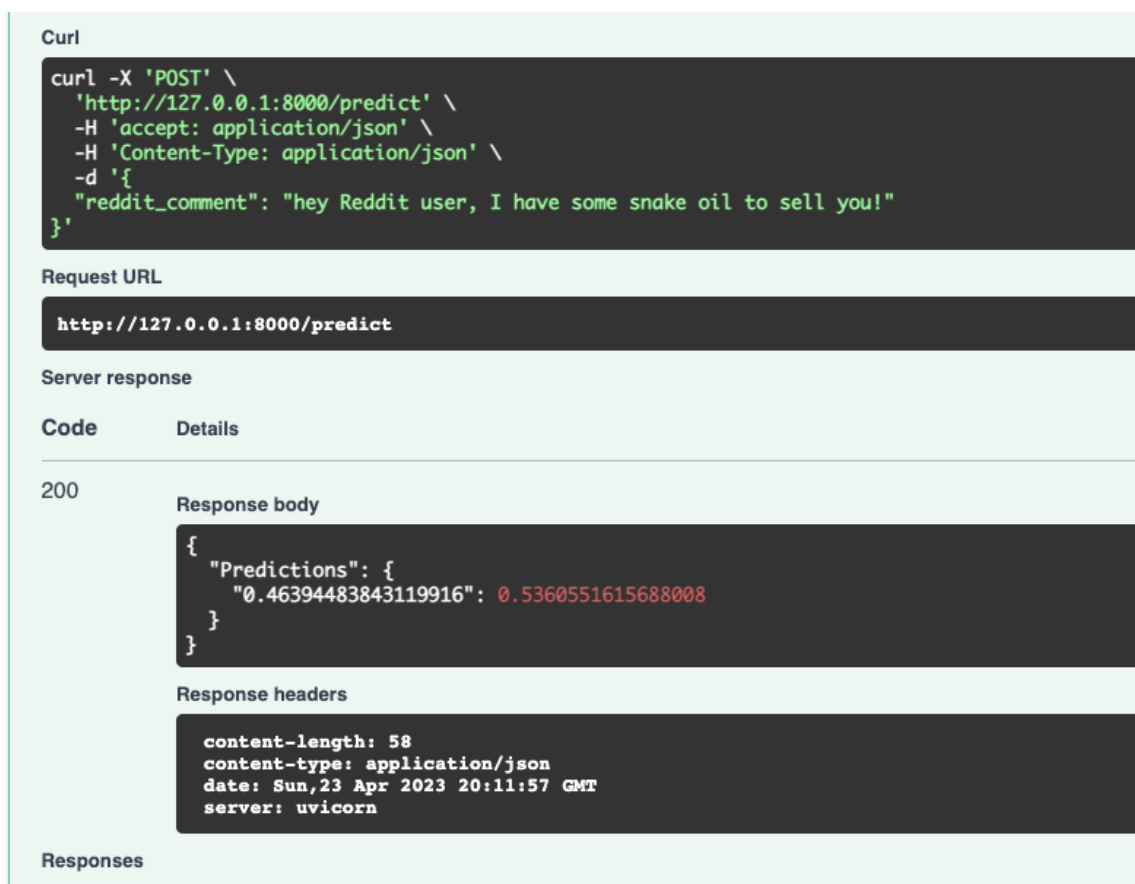 Curl
curl -X 'POST' \
  'http://127.0.0.1:8000/predict' \
  -H 'accept: application/json' \
  -H 'Content-Type: application/json' \
  -d '{
  "reddit_comment": "hey Reddit user, I have some snake oil to sell you!"
}'
Request URL
http://127.0.0.1:8000/predict
Server response
Code Details
200
Response body
{
  "Predictions": {
    "0.46394483843119916": 0.5360551615688008
  }
}
Response headers
content-length: 58
content-type: application/json
date: Sun,23 Apr 2023 20:11:57 GMT
server: uvicorn
Responses